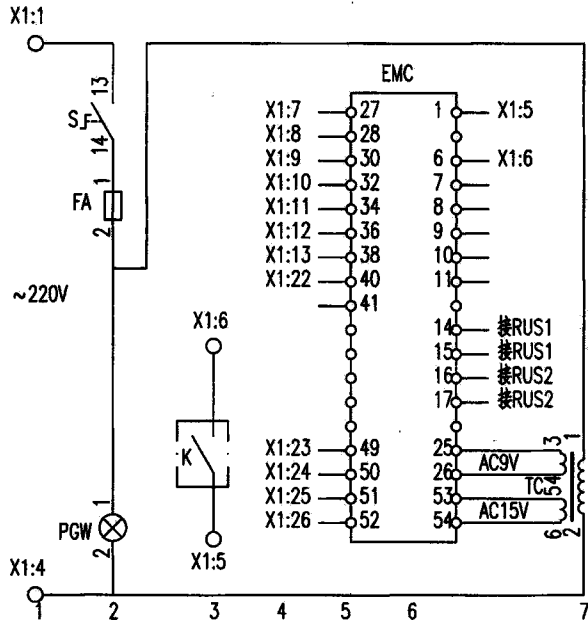 X1:1
EMC
13
S
14
1
FA
2
~220V
X1:7 27 1 X1:5
X1:8 28
X1:9 30 6 X1:6
X1:10 32 7
X1:11 34 8
X1:12 36 9
X1:13 38 10
X1:22 40 11
41
14 接RUS1
15 接RUS1
16 接RUS2
17 接RUS2
X1:6
K
X1:5
X1:23 49 25 AC9V 3 1
X1:24 50 26 TC 54
X1:25 51 53 AC15V
X1:26 52 54 6 2
1
PGW
2
X1:4
1 2 3 4 5 6 7